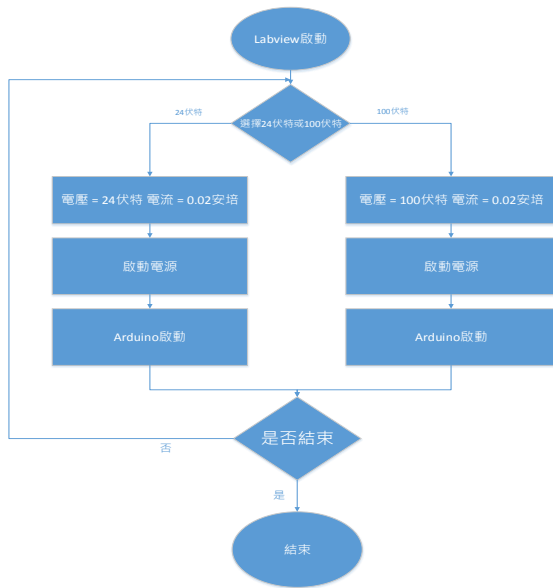 Labview啟動
選擇24伏特或100伏特
24伏特
100伏特
電壓 = 24伏特 電流 = 0.02安培
電壓 = 100伏特 電流 = 0.02安培
啟動電源
啟動電源
Arduino啟動
Arduino啟動
是否結束
否
是
結束